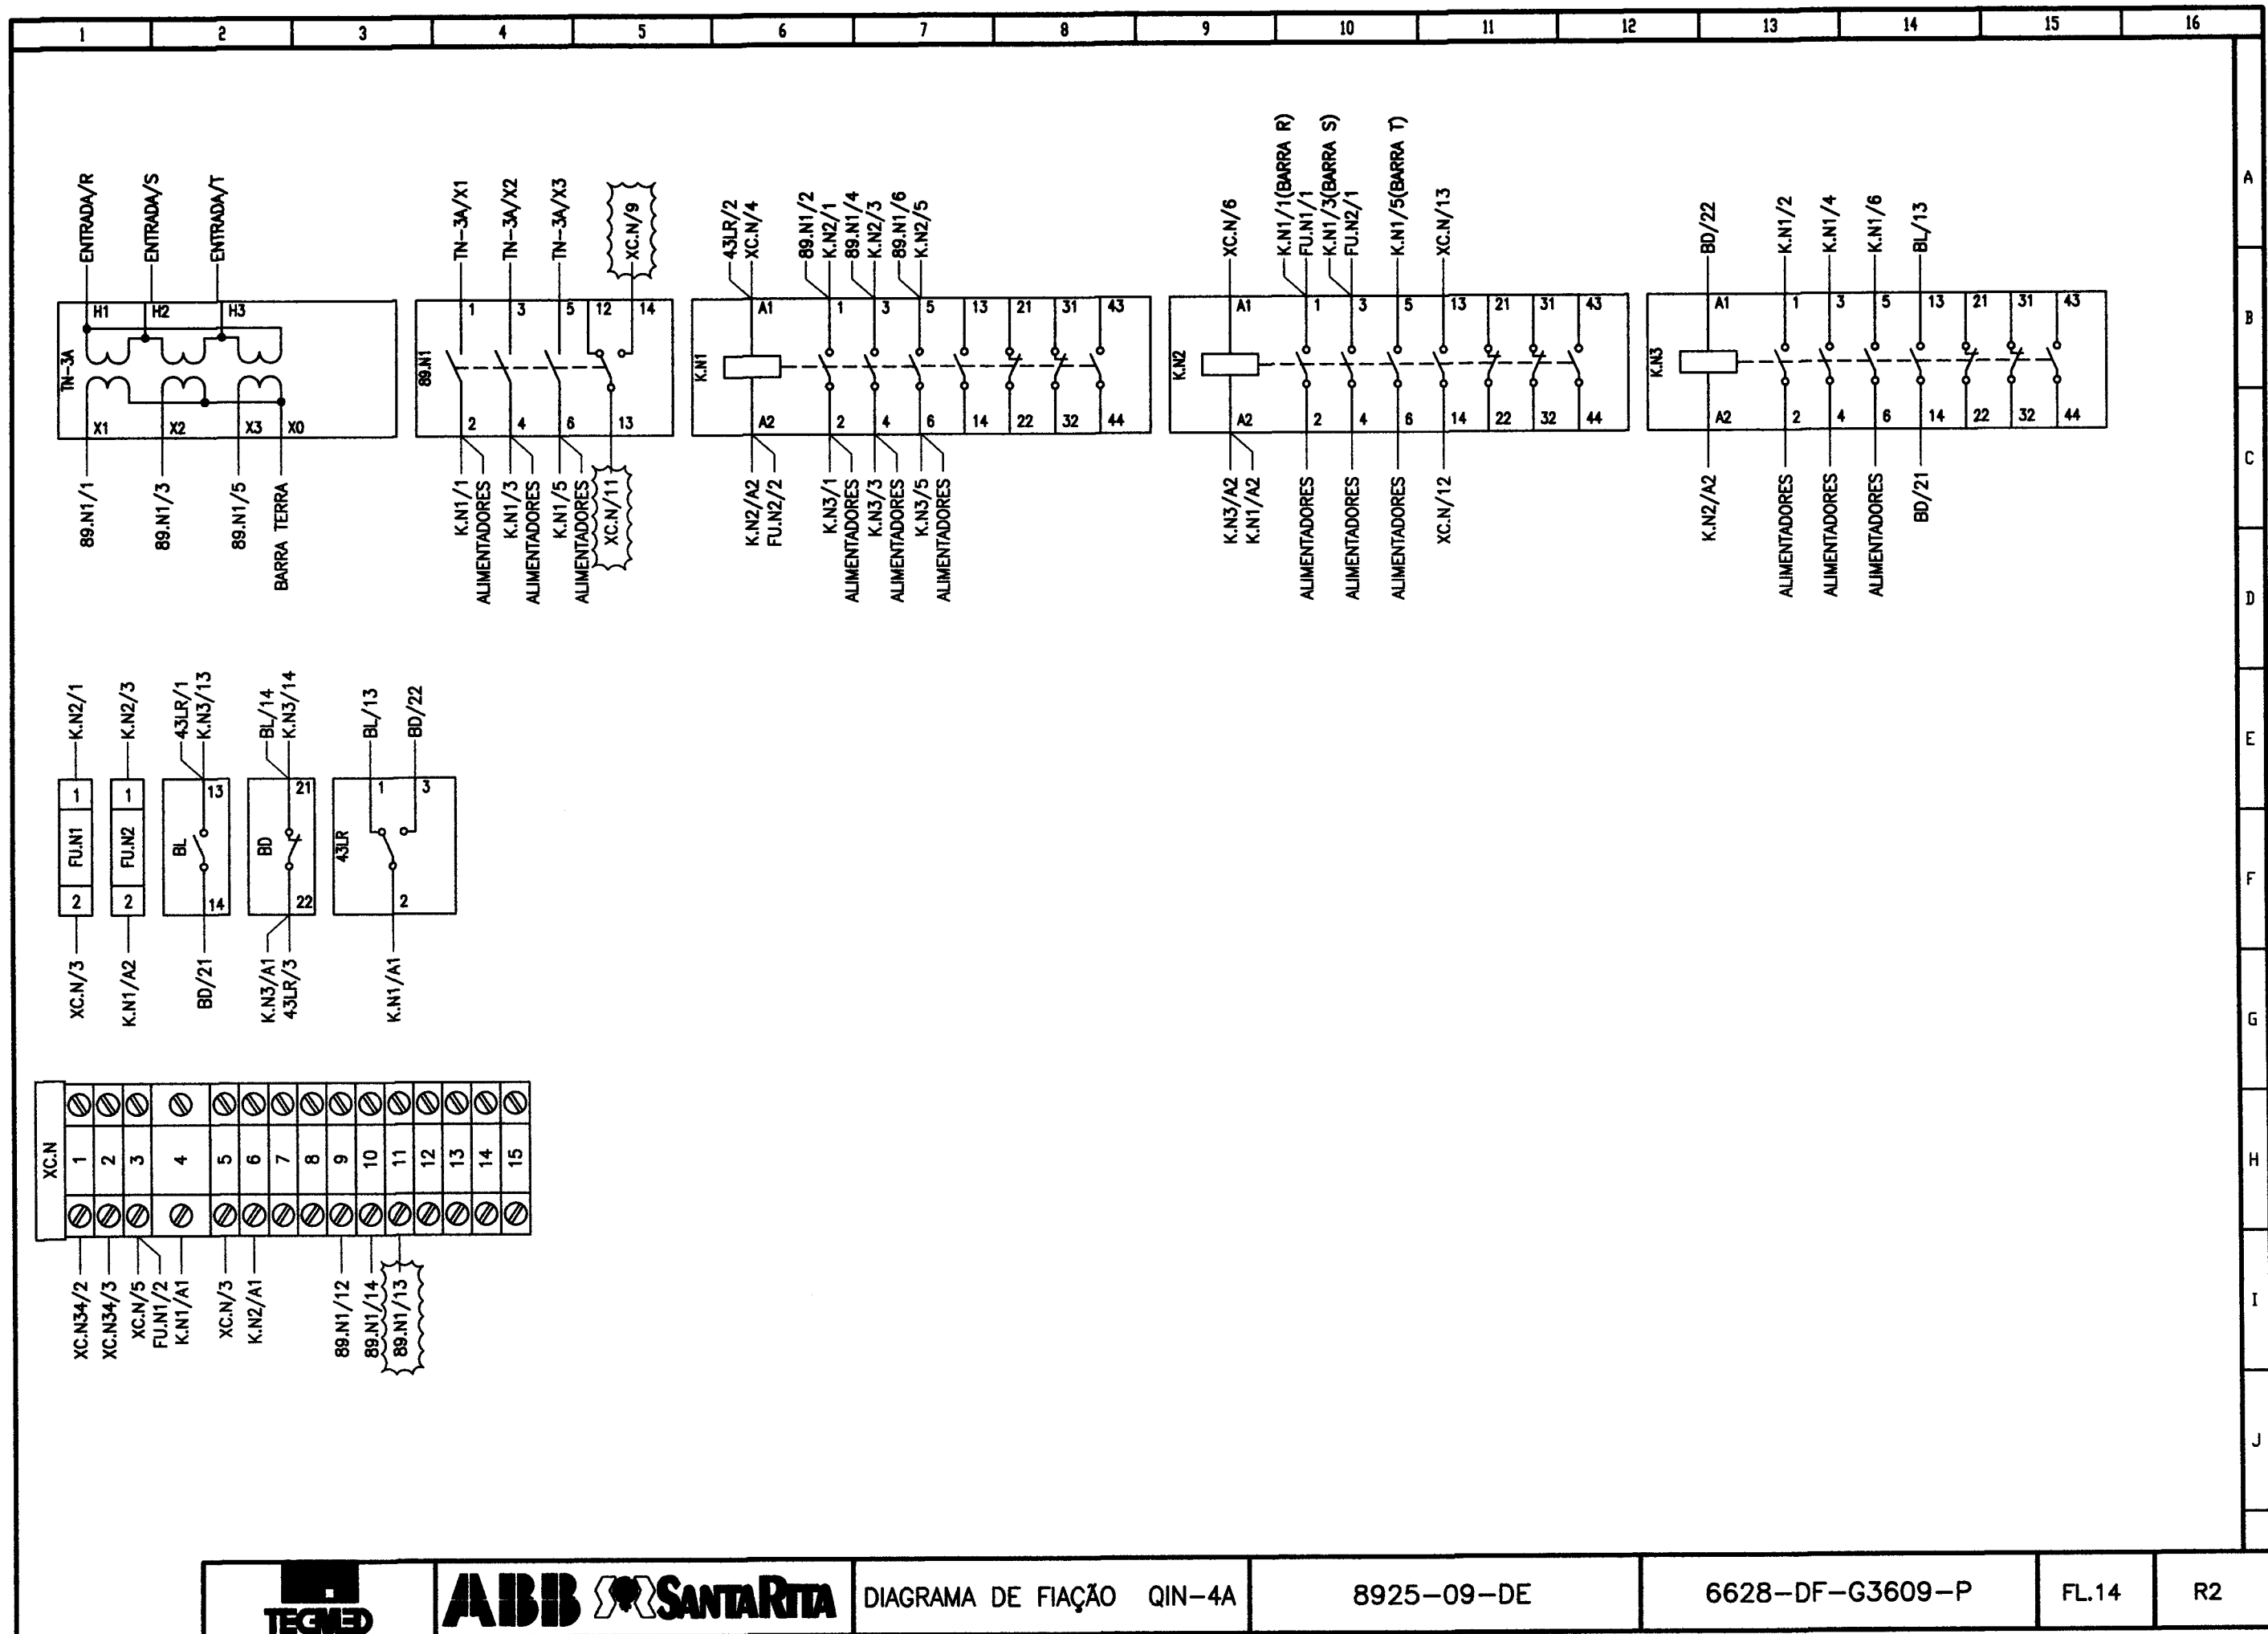 1 2 3 4 5 6 7 8 9 10 11 12 13 14 15 16
A
B
C
D
E
F
G
H
I
J
ENTRADA/R
ENTRADA/S
ENTRADA/T
H1 H2 H3
TN-3A
X1 X2 X3 X0
89.N1/1
89.N1/3
89.N1/5
BARRA TERRA
TN-3A/X1
TN-3A/X2
TN-3A/X3
XC.N/9
1 3 5 12 14
89.N1
2 4 6 13
K.N1/1
ALIMENTADORES
K.N1/3
ALIMENTADORES
K.N1/5
ALIMENTADORES
XC.N/11
43LR/2
XC.N/4
89.N1/2
K.N2/1
89.N1/4
K.N2/3
89.N1/6
K.N2/5
A1 1 3 5 13 21 31 43
K.N1
A2 2 4 6 14 22 32 44
K.N2/A2
FU.N2/2
K.N3/1
ALIMENTADORES
K.N3/3
ALIMENTADORES
K.N3/5
ALIMENTADORES
XC.N/6
K.N1/1(BARRA R)
FU.N1/1
K.N1/3(BARRA S)
FU.N2/1
K.N1/5(BARRA T)
XC.N/13
A1 1 3 5 13 21 31 43
K.N2
A2 2 4 6 14 22 32 44
K.N3/A2
K.N1/A2
ALIMENTADORES
ALIMENTADORES
ALIMENTADORES
XC.N/12
BD/22
K.N1/2
K.N1/4
K.N1/6
BL/13
A1 1 3 5 13 21 31 43
K.N3
A2 2 4 6 14 22 32 44
K.N2/A2
ALIMENTADORES
ALIMENTADORES
ALIMENTADORES
BD/21
K.N2/1
1
FU.N1
2
XC.N/3
K.N2/3
1
FU.N2
2
K.N1/A2
43LR/1
K.N3/13
13
BL
14
BD/21
BL/14
K.N3/14
21
BD
22
K.N3/A1
43LR/3
BL/13
BD/22
1 3
43LR
2
K.N1/A1
XC.N
1 2 3 4 5 6 7 8 9 10 11 12 13 14 15
XC.N34/2
XC.N34/3
XC.N/5
FU.N1/2
K.N1/A1
XC.N/3
K.N2/A1
89.N1/12
89.N1/14
89.N1/13
TEGMED
ABB SANTARITA
DIAGRAMA DE FIAÇÃO QIN-4A
8925-09-DE
6628-DF-G3609-P
FL.14
R2